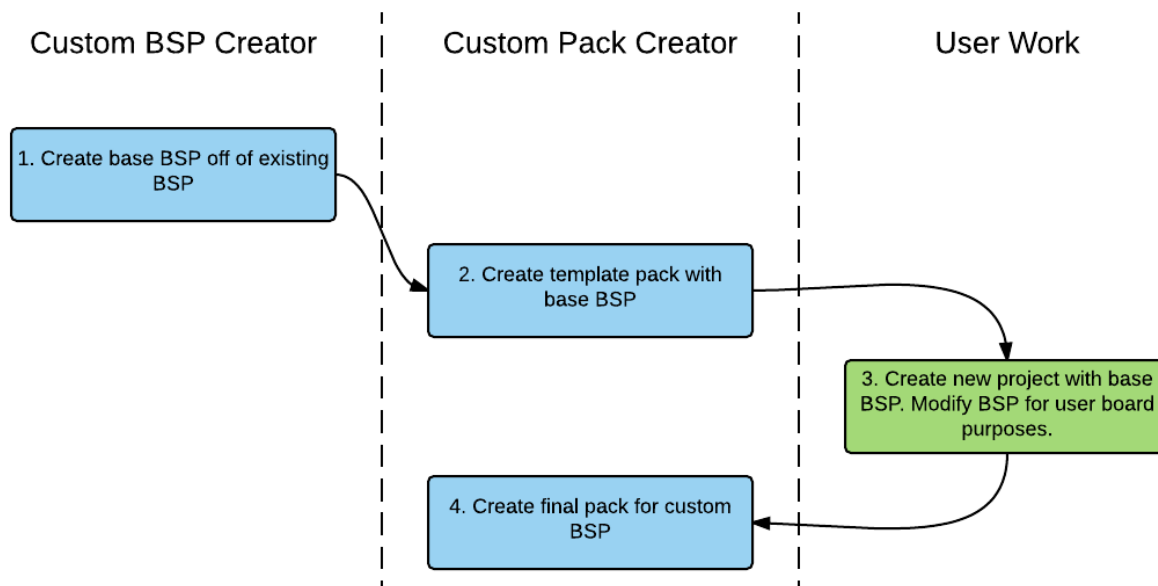 Custom BSP Creator
Custom Pack Creator
User Work
1. Create base BSP off of existing
BSP
2. Create template pack with
base BSP
3. Create new project with base
BSP. Modify BSP for user board
purposes.
4. Create final pack for custom
BSP